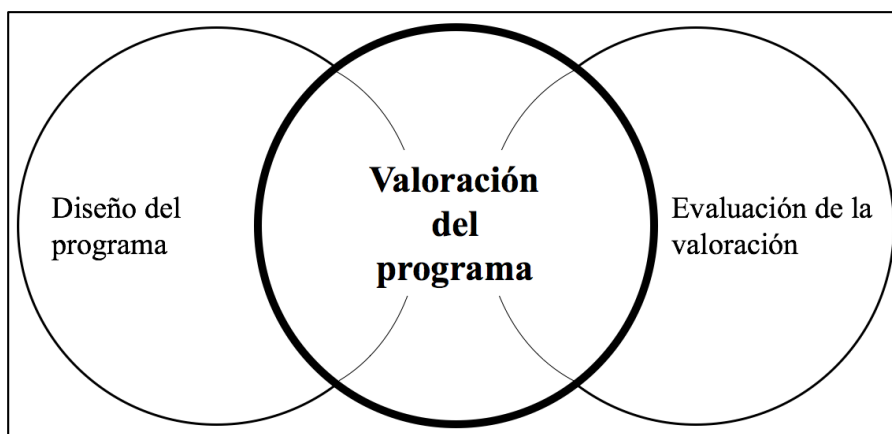 Diseño del
programa
Valoración
del
programa
Evaluación de la
valoración